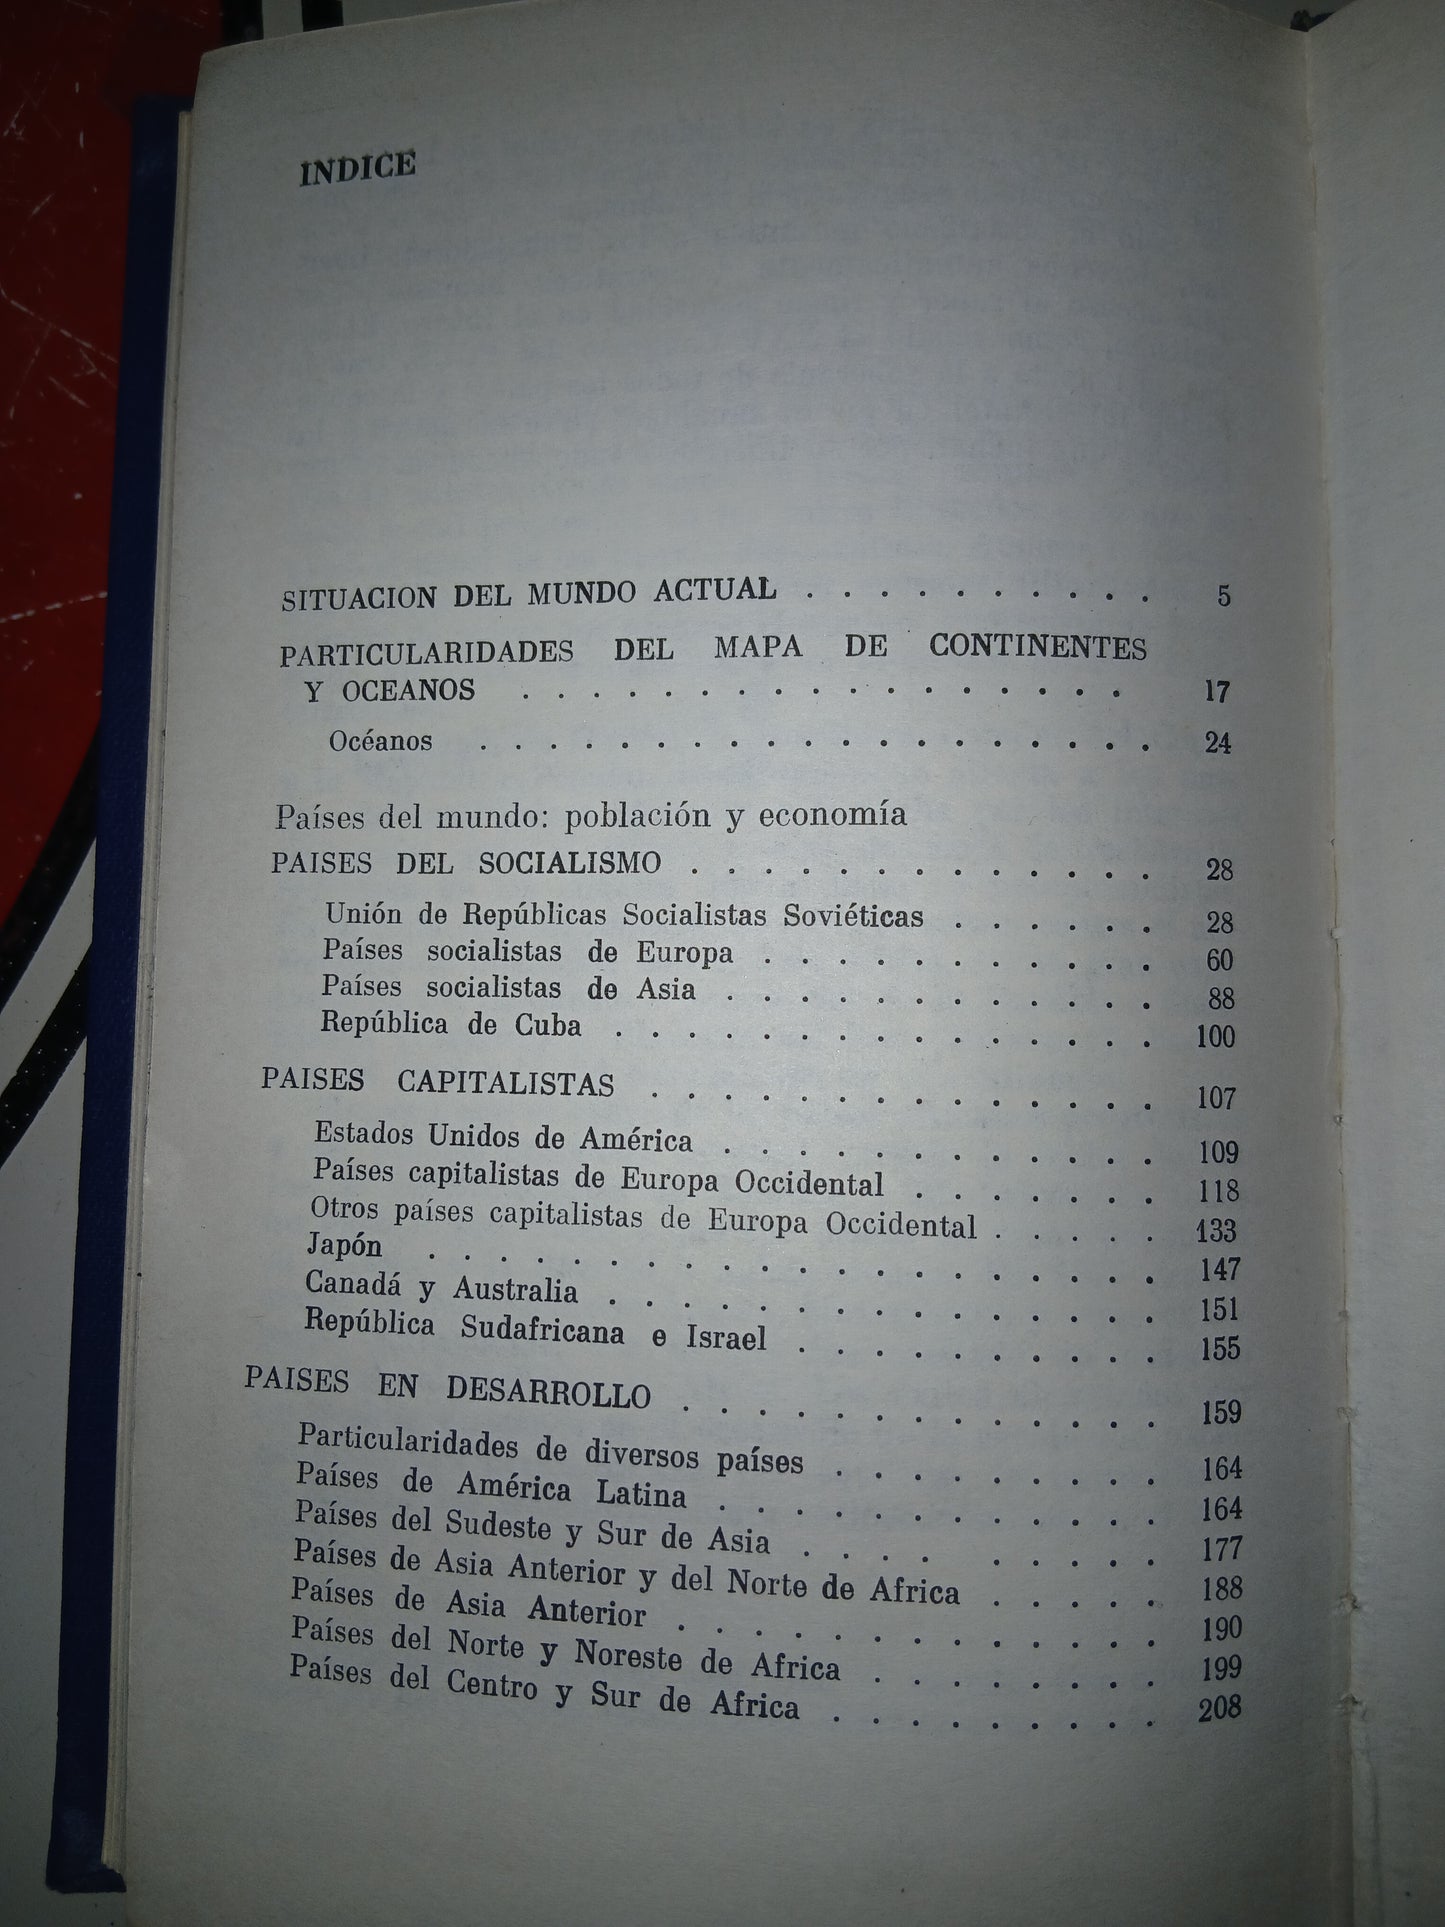 INDICE
SITUACION DEL MUNDO ACTUAL . . . . . . . . . . 5
PARTICULARIDADES DEL MAPA DE CONTINENTES
Y OCEANOS . . . . . . . . . . . . . . . . . 17
Océanos . . . . . . . . . . . . . . . . . . . 24
Países del mundo: población y economía
PAISES DEL SOCIALISMO . . . . . . . . . . . . . 28
Unión de Repúblicas Socialistas Soviéticas . . . . . . 28
Países socialistas de Europa . . . . . . . . . . . 60
Países socialistas de Asia . . . . . . . . . . . . 88
República de Cuba . . . . . . . . . . . . . . . 100
PAISES CAPITALISTAS . . . . . . . . . . . . . . 107
Estados Unidos de América . . . . . . . . . . . . 109
Países capitalistas de Europa Occidental . . . . . . . 118
Otros países capitalistas de Europa Occidental . . . . . 133
Japón . . . . . . . . . . . . . . . . . . . . 147
Canadá y Australia . . . . . . . . . . . . . . . 151
República Sudafricana e Israel . . . . . . . . . . 155
PAISES EN DESARROLLO . . . . . . . . . . . . . 159
Particularidades de diversos países . . . . . . . . . 164
Países de América Latina . . . . . . . . . . . . 164
Países del Sudeste y Sur de Asia . . . . . . . . . 177
Países de Asia Anterior y del Norte de Africa . . . . . 188
Países de Asia Anterior . . . . . . . . . . . . . 190
Países del Norte y Noreste de Africa . . . . . . . . 199
Países del Centro y Sur de Africa . . . . . . . . . 208